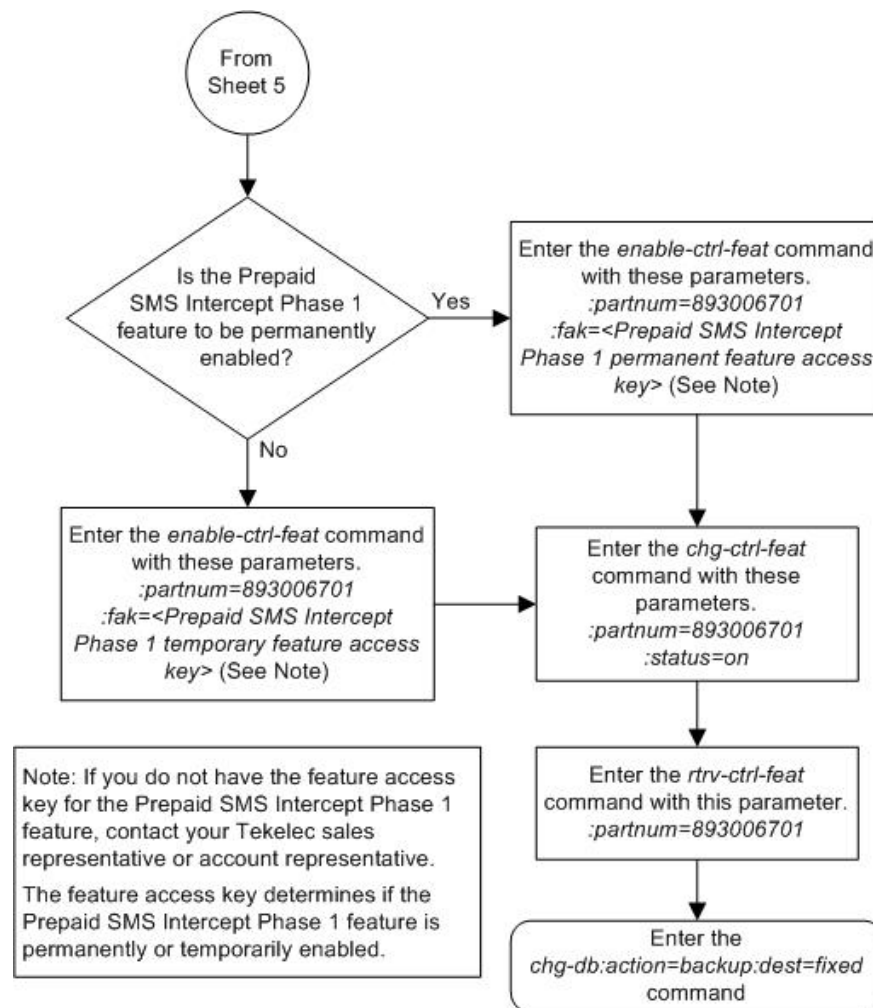 From
Sheet 5
Is the Prepaid
SMS Intercept Phase 1
feature to be permanently
enabled?
Yes
No
Enter the enable-ctrl-feat command
with these parameters.
:partnum=893006701
:fak=<Prepaid SMS Intercept
Phase 1 permanent feature access
key> (See Note)
Enter the enable-ctrl-feat command
with these parameters.
:partnum=893006701
:fak=<Prepaid SMS Intercept
Phase 1 temporary feature access
key> (See Note)
Enter the chg-ctrl-feat
command with these
parameters.
:partnum=893006701
:status=on
Enter the rtrv-ctrl-feat
command with this parameter.
:partnum=893006701
Enter the
chg-db:action=backup:dest=fixed
command
Note: If you do not have the feature access
key for the Prepaid SMS Intercept Phase 1
feature, contact your Tekelec sales
representative or account representative.
The feature access key determines if the
Prepaid SMS Intercept Phase 1 feature is
permanently or temporarily enabled.